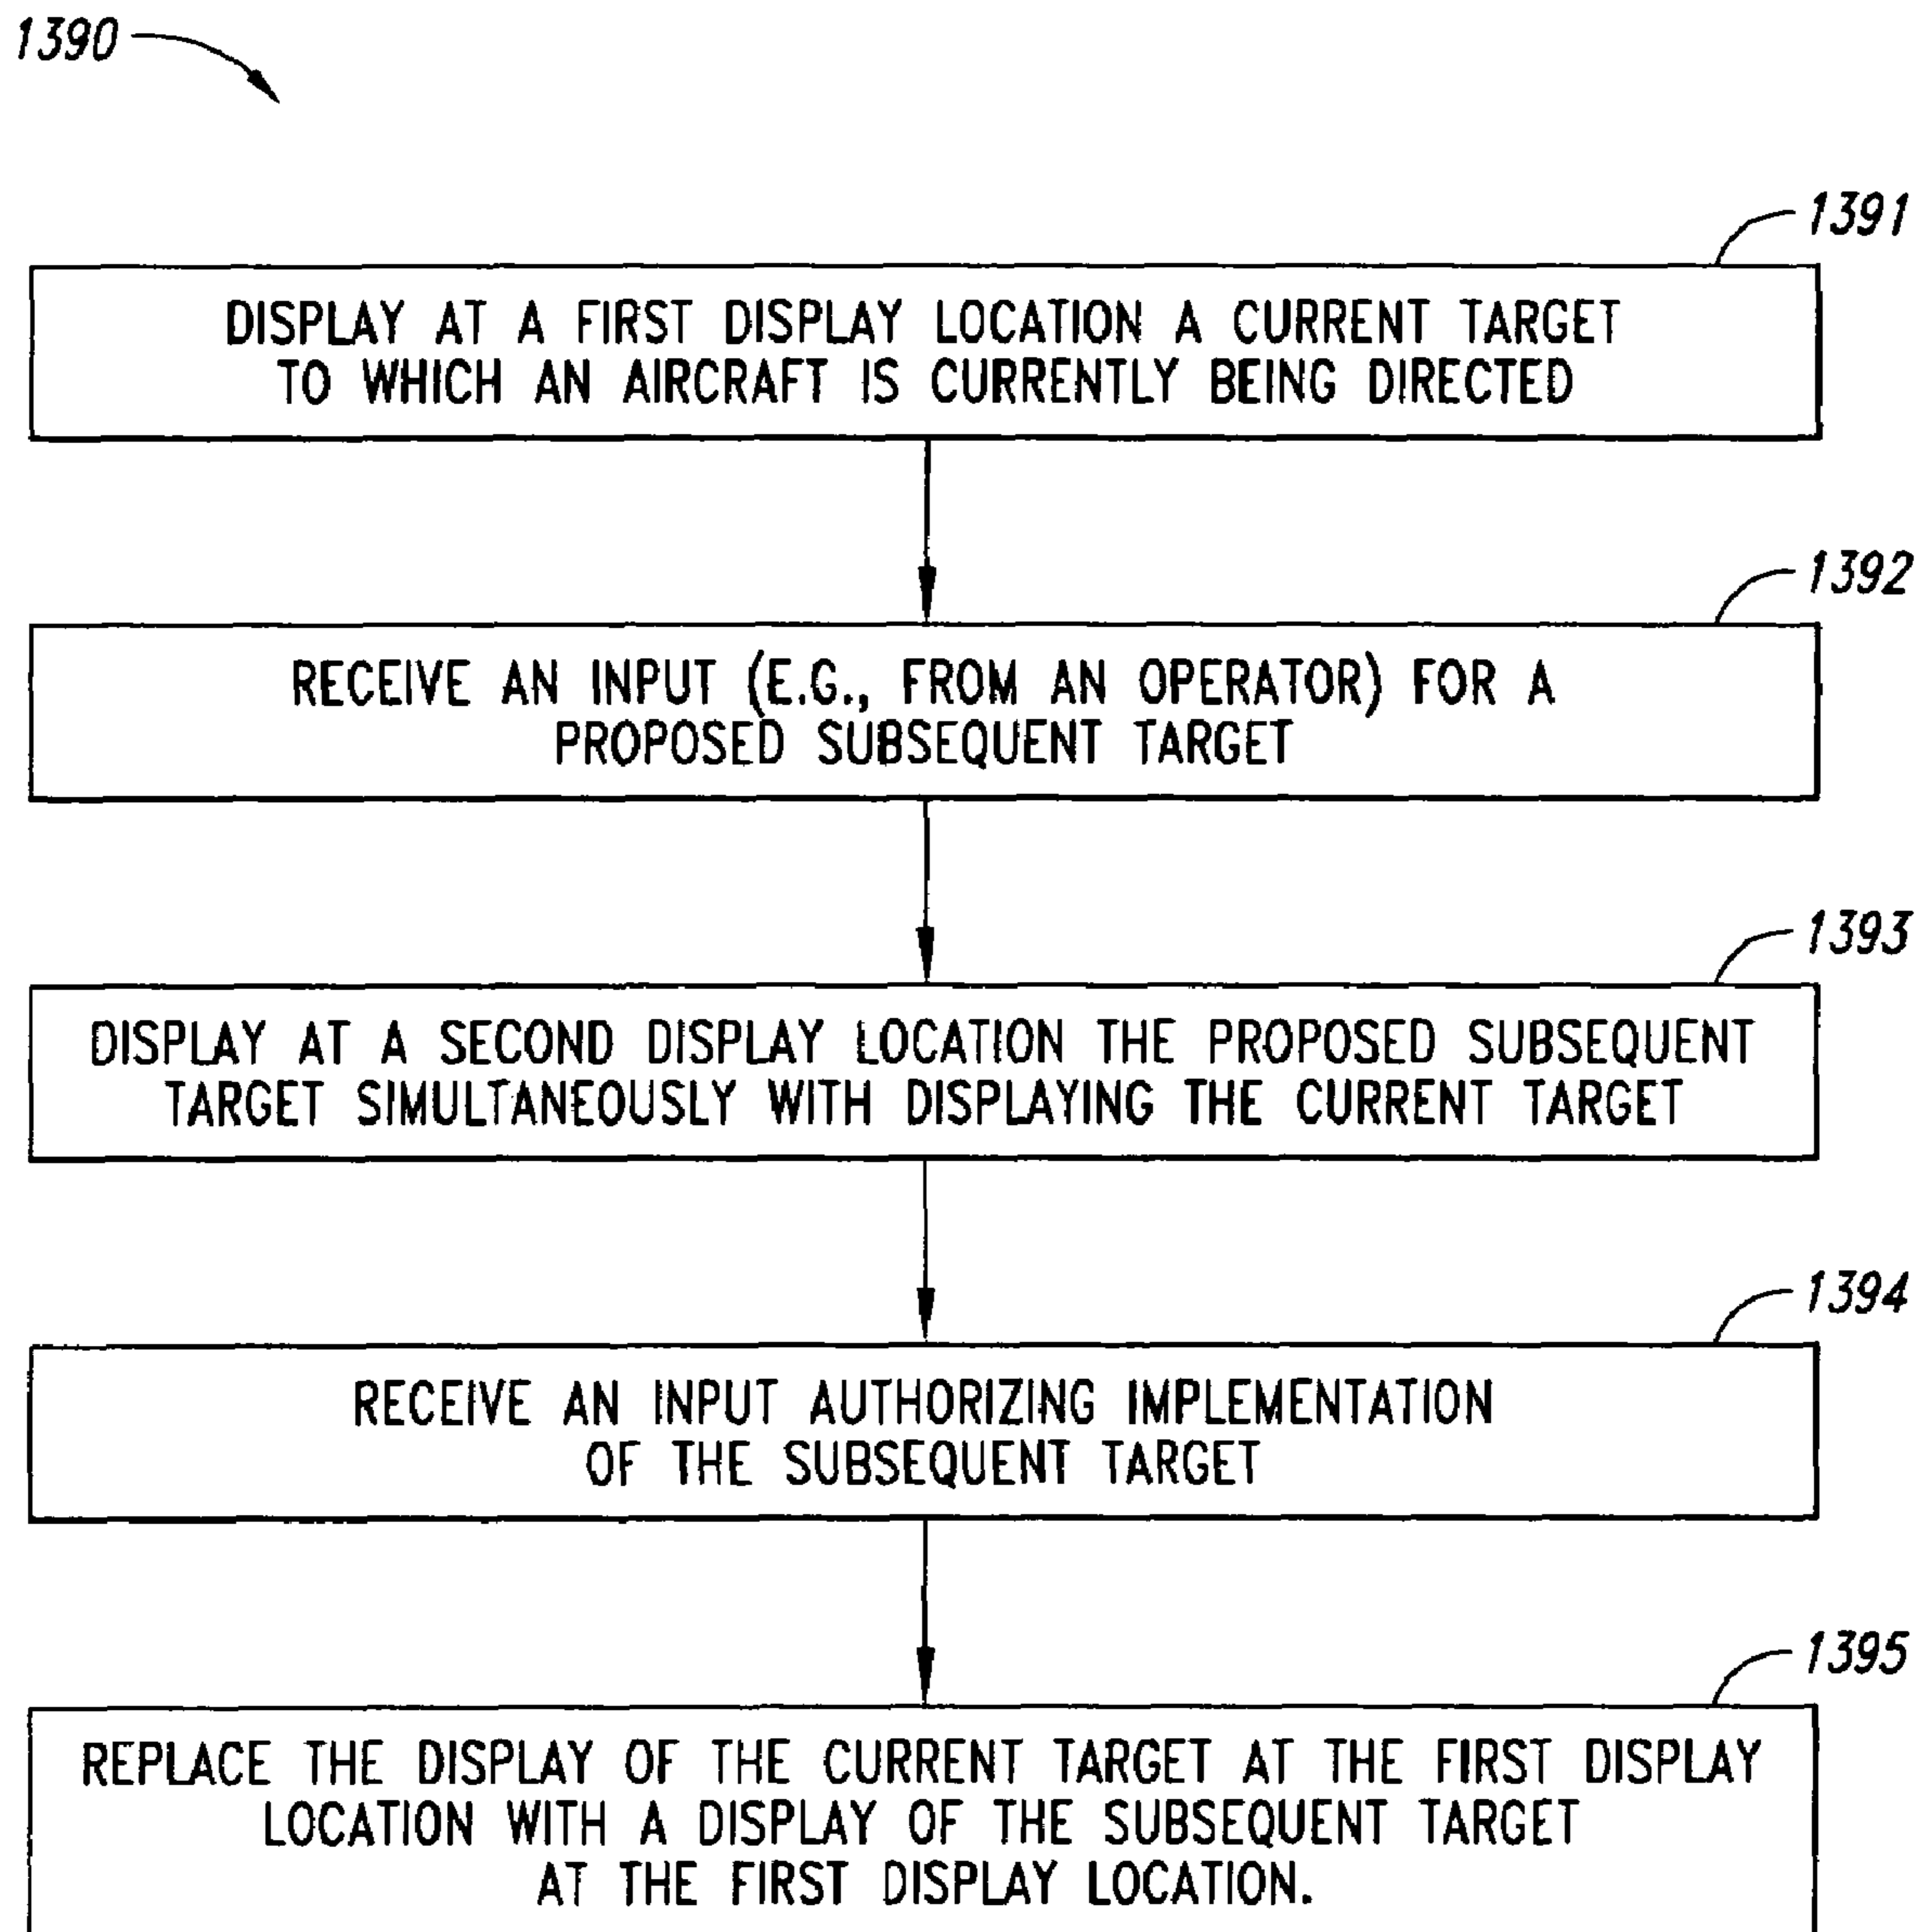 1390
1391
DISPLAY AT A FIRST DISPLAY LOCATION A CURRENT TARGET
TO WHICH AN AIRCRAFT IS CURRENTLY BEING DIRECTED
1392
RECEIVE AN INPUT (E.G., FROM AN OPERATOR) FOR A
PROPOSED SUBSEQUENT TARGET
1393
DISPLAY AT A SECOND DISPLAY LOCATION THE PROPOSED SUBSEQUENT
TARGET SIMULTANEOUSLY WITH DISPLAYING THE CURRENT TARGET
1394
RECEIVE AN INPUT AUTHORIZING IMPLEMENTATION
OF THE SUBSEQUENT TARGET
1395
REPLACE THE DISPLAY OF THE CURRENT TARGET AT THE FIRST DISPLAY
LOCATION WITH A DISPLAY OF THE SUBSEQUENT TARGET
AT THE FIRST DISPLAY LOCATION.